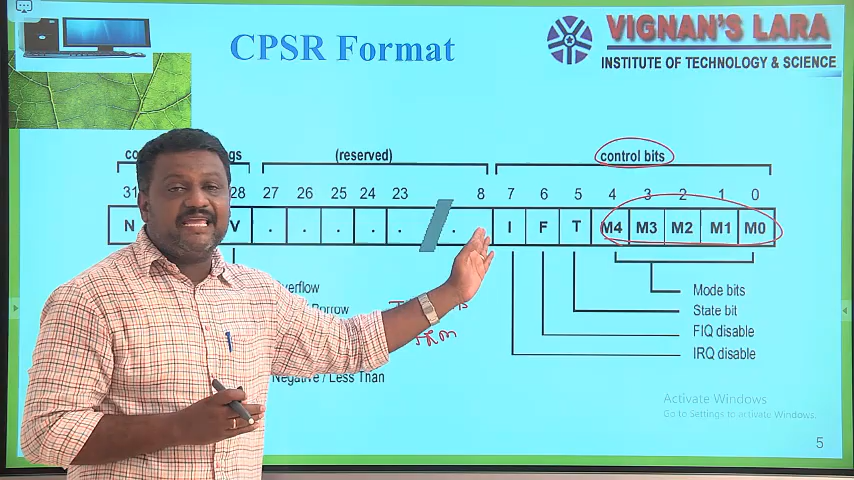 CPSR Format
VIGNAN'S LARA
INSTITUTE OF TECHNOLOGY & SCIENCE
(reserved)
control bits
31 28 27 26 25 24 23 8 7 6 5 4 3 2 1 0
N V . . . . . . I F T M4 M3 M2 M1 M0
Mode bits
State bit
FIQ disable
IRQ disable
Borrow
Negative / Less Than
Activate Windows
Go to Settings to activate Windows.
5